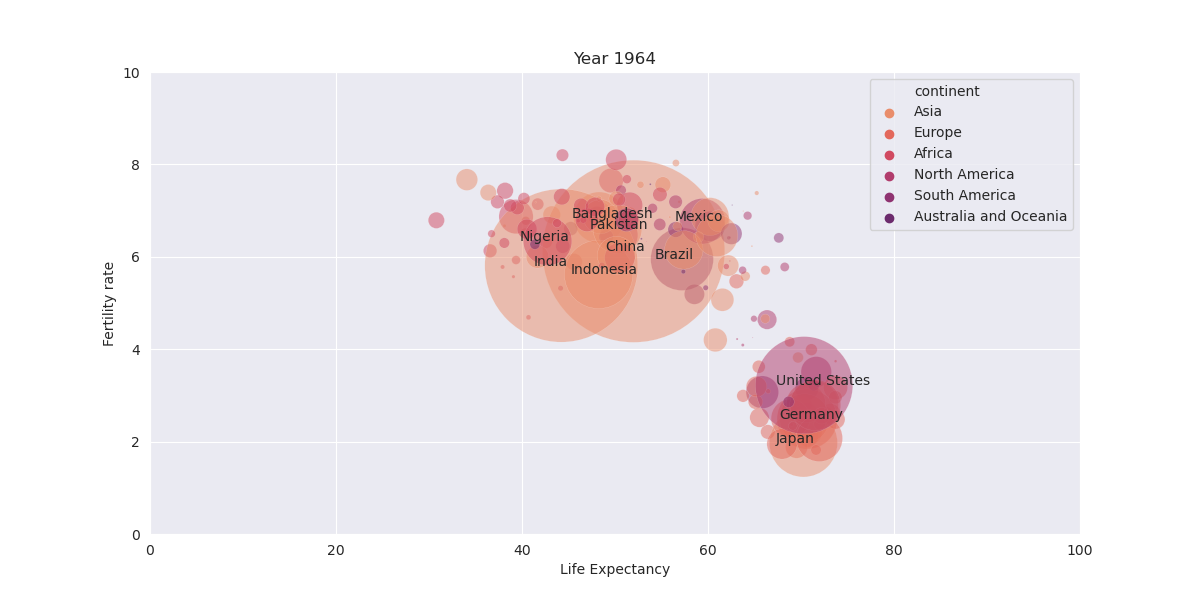 Year 1964
10
8
6
4
2
0
Fertility rate
continent
Asia
Europe
Africa
North America
South America
Australia and Oceania
Bangladesh
Mexico
Pakistan
Nigeria
China
Brazil
India
Indonesia
United States
Germany
Japan
0 20 40 60 80 100
Life Expectancy